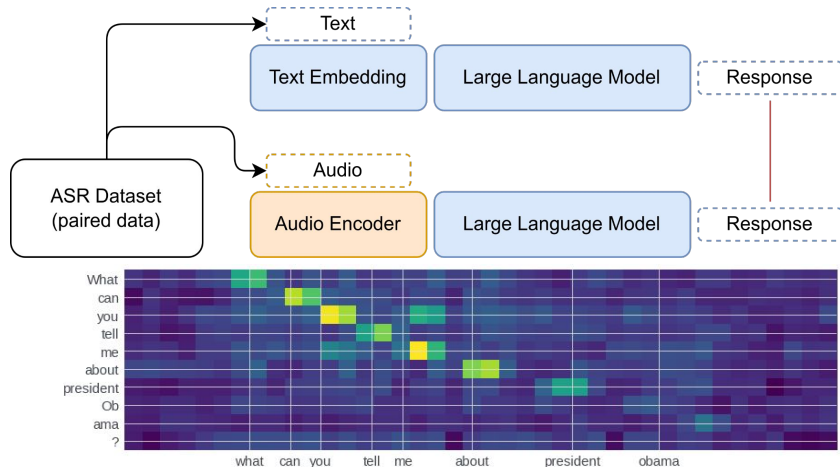 Text
Text Embedding
Large Language Model
Response
ASR Dataset
(paired data)
Audio
Audio Encoder
Large Language Model
Response
What
can
you
tell
me
about
president
Ob
ama
?
what can you tell me about president obama